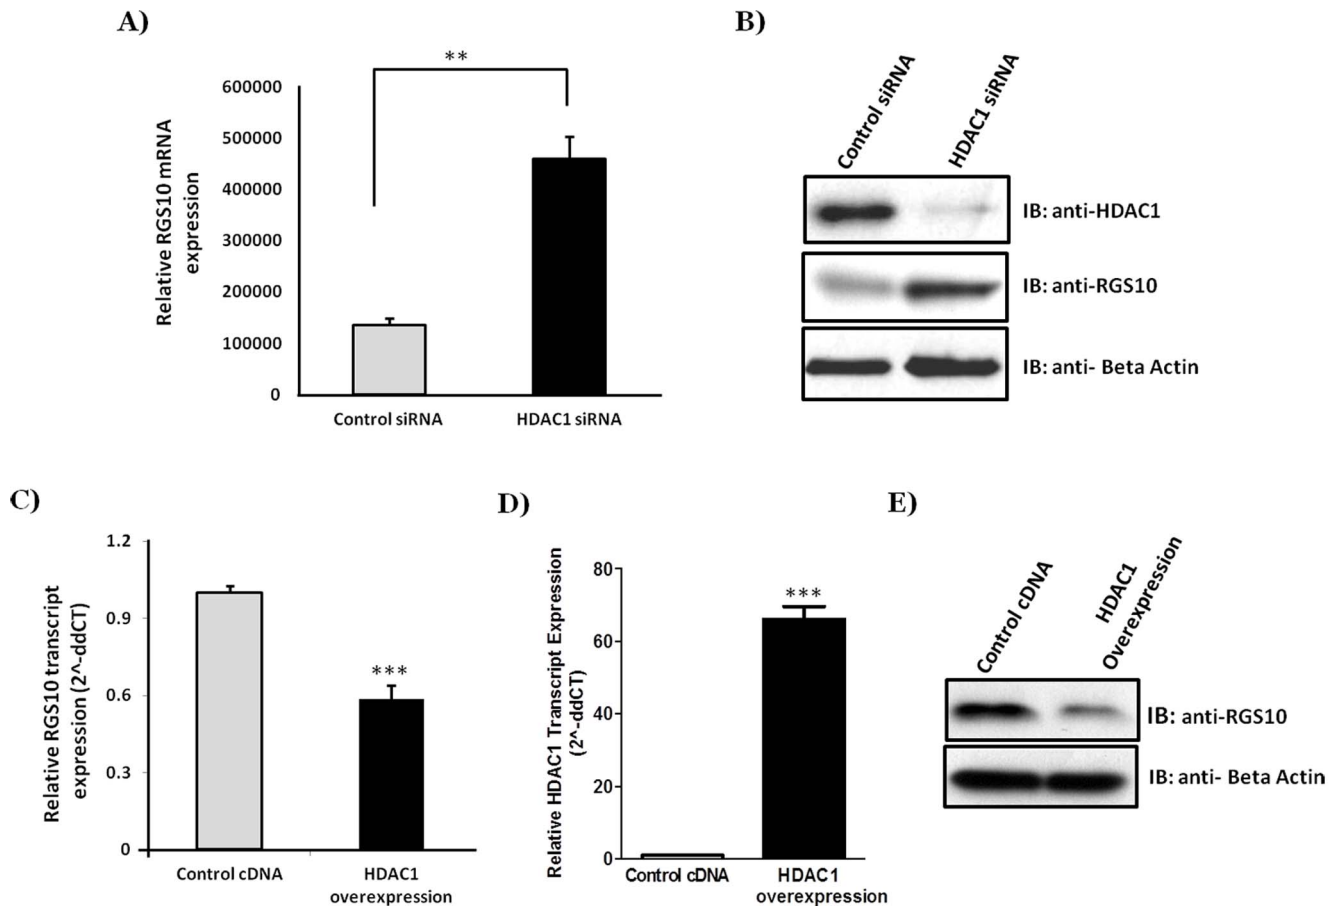 A)
**
Relative RGS10 mRNA
expression
600000
500000
400000
300000
200000
100000
0
Control siRNA
HDAC1 siRNA
B)
Control siRNA
HDAC1 siRNA
IB: anti-HDAC1
IB: anti-RGS10
IB: anti- Beta Actin
C)
Relative RGS10 transcript
expression (2^-ddCT)
1.2
0.9
0.6
0.3
0
***
Control cDNA
HDAC1
overexpression
D)
Relative HDAC1 Transcript Expression
(2^-ddCT)
80
60
40
20
0
***
Control cDNA
HDAC1
overexpression
E)
Control cDNA
HDAC1
Overexpression
IB: anti-RGS10
IB: anti- Beta Actin